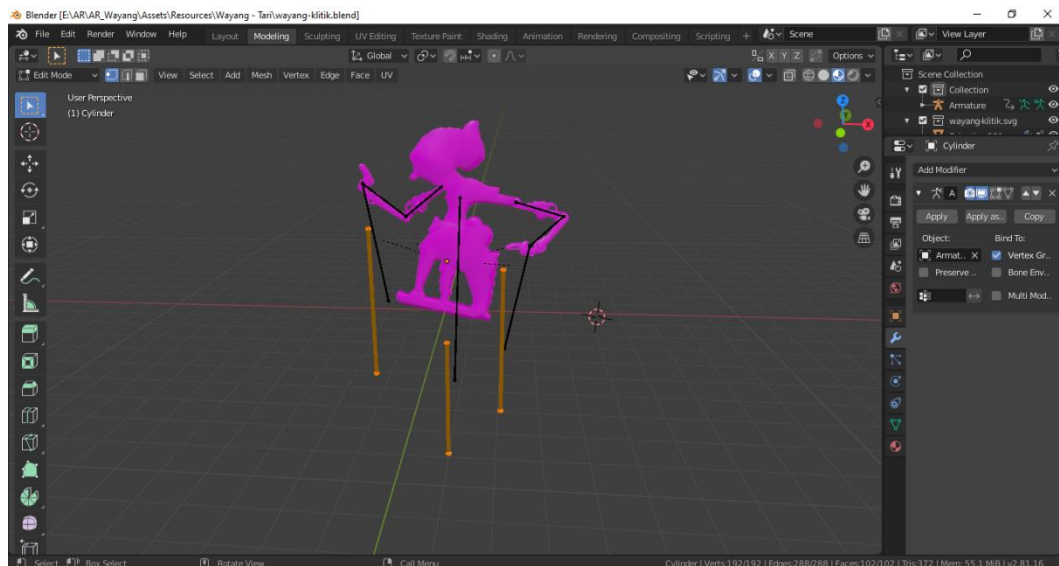 Blender [E:\AR\AR_Wayang\Assets\Resources\Wayang - Tari\wayang-klitik.blend]
File Edit Render Window Help Layout Modeling Sculpting UV Editing Texture Paint Shading Animation Rendering Compositing Scripting + Scene View Layer
Global X Y Z Options
Edit Mode View Select Add Mesh Vertex Edge Face UV
User Perspective
(1) Cylinder
Z
Y
X
Scene Collection
Collection
Armature
wayang-klitik.svg
Cylinder
Add Modifier
A
Apply Apply as.. Copy
Object: Bind To:
Armat.. Vertex Gr..
Preserve .. Bone Env..
Multi Mod..
Select Box Select Rotate View Call Menu Cylinder | Verts:192/192 | Edges:288/288 | Faces:102/102 | Tris:372 | Mem: 55.1 MiB | v2.81.16